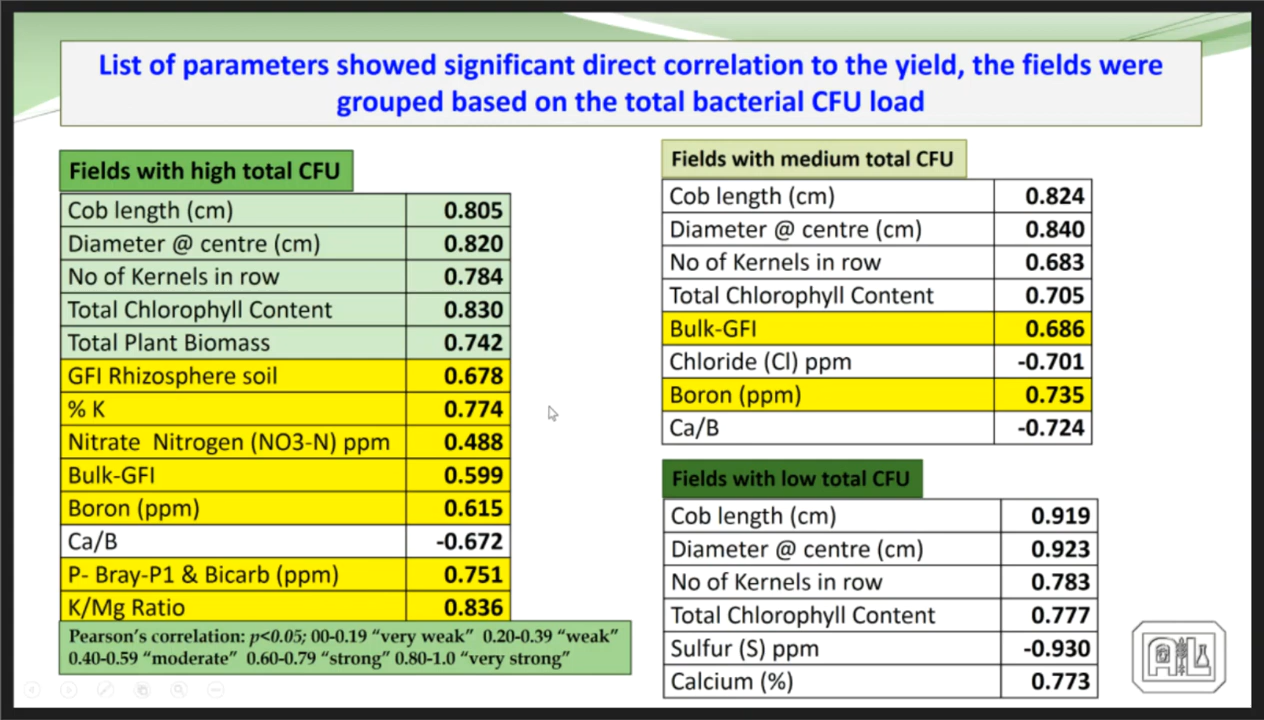 List of parameters showed significant direct correlation to the yield, the fields were
grouped based on the total bacterial CFU load
Fields with high total CFU
Cob length (cm) 0.805
Diameter @ centre (cm) 0.820
No of Kernels in row 0.784
Total Chlorophyll Content 0.830
Total Plant Biomass 0.742
GFI Rhizosphere soil 0.678
% K 0.774
Nitrate Nitrogen (NO3-N) ppm 0.488
Bulk-GFI 0.599
Boron (ppm) 0.615
Ca/B -0.672
P- Bray-P1 & Bicarb (ppm) 0.751
K/Mg Ratio 0.836
Pearson's correlation: p<0.05; 00-0.19 “very weak” 0.20-0.39 “weak”
0.40-0.59 “moderate” 0.60-0.79 “strong” 0.80-1.0 “very strong”
Fields with medium total CFU
Cob length (cm) 0.824
Diameter @ centre (cm) 0.840
No of Kernels in row 0.683
Total Chlorophyll Content 0.705
Bulk-GFI 0.686
Chloride (Cl) ppm -0.701
Boron (ppm) 0.735
Ca/B -0.724
Fields with low total CFU
Cob length (cm) 0.919
Diameter @ centre (cm) 0.923
No of Kernels in row 0.783
Total Chlorophyll Content 0.777
Sulfur (S) ppm -0.930
Calcium (%) 0.773